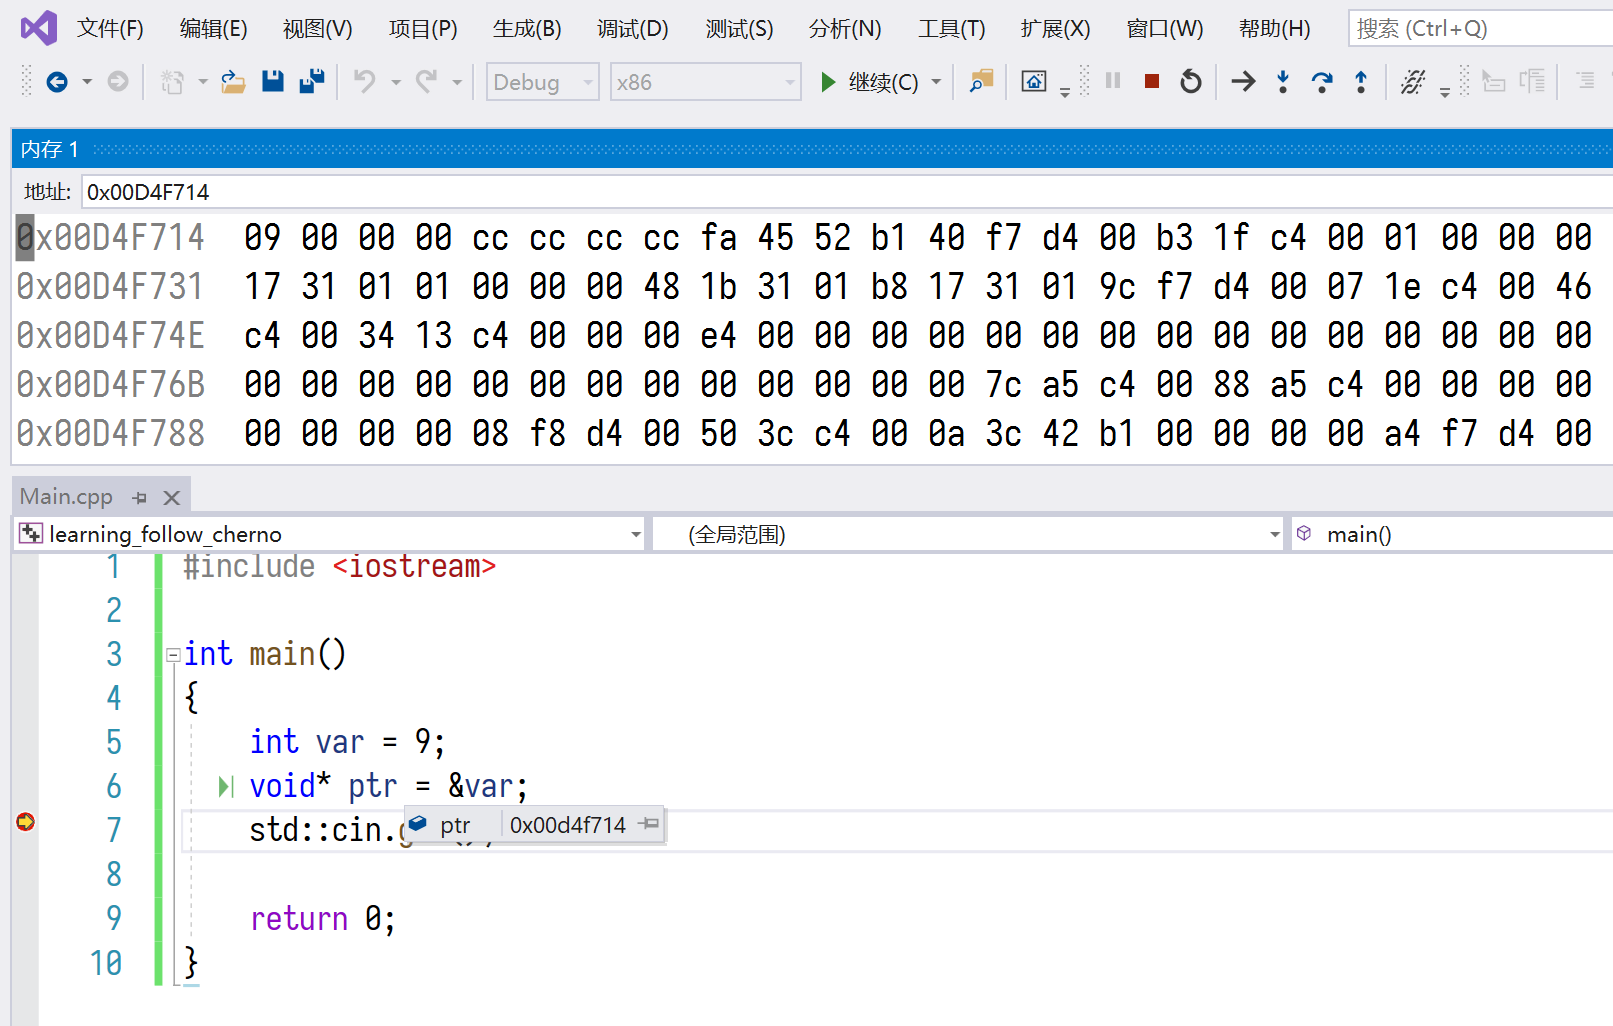 文件(F) 编辑(E) 视图(V) 项目(P) 生成(B) 调试(D) 测试(S) 分析(N) 工具(T) 扩展(X) 窗口(W) 帮助(H) 搜索 (Ctrl+Q)
Debug x86 继续(C)
内存 1
地址: 0x00D4F714
0x00D4F714 09 00 00 00 cc cc cc cc fa 45 52 b1 40 f7 d4 00 b3 1f c4 00 01 00 00 00
0x00D4F731 17 31 01 01 00 00 00 48 1b 31 01 b8 17 31 01 9c f7 d4 00 07 1e c4 00 46
0x00D4F74E c4 00 34 13 c4 00 00 00 e4 00 00 00 00 00 00 00 00 00 00 00 00 00 00 00
0x00D4F76B 00 00 00 00 00 00 00 00 00 00 00 00 00 7c a5 c4 00 88 a5 c4 00 00 00 00
0x00D4F788 00 00 00 00 08 f8 d4 00 50 3c c4 00 0a 3c 42 b1 00 00 00 00 a4 f7 d4 00
Main.cpp
learning_follow_cherno (全局范围) main()
1 #include <iostream>
2
3 int main()
4 {
5 int var = 9;
6 void* ptr = &var;
7 std::cin.
ptr 0x00d4f714
8
9 return 0;
10 }